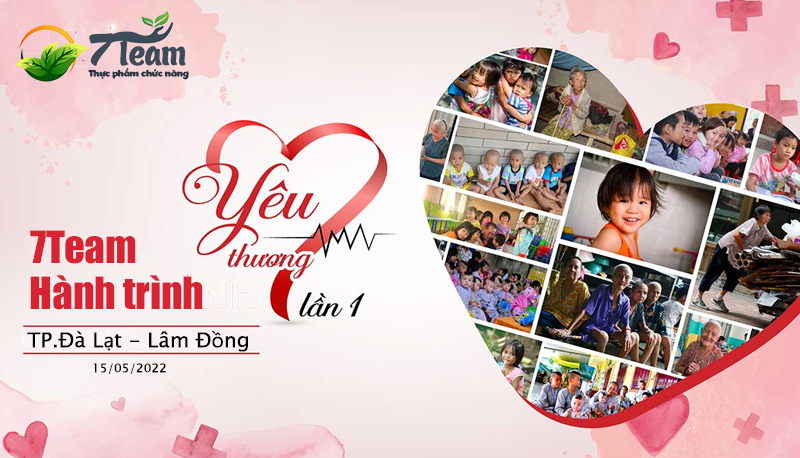 7Team
Thực phẩm chức năng
Yêu
thương
lần 1
7Team
Hành trình
TP.Đà Lạt - Lâm Đồng
15/05/2022